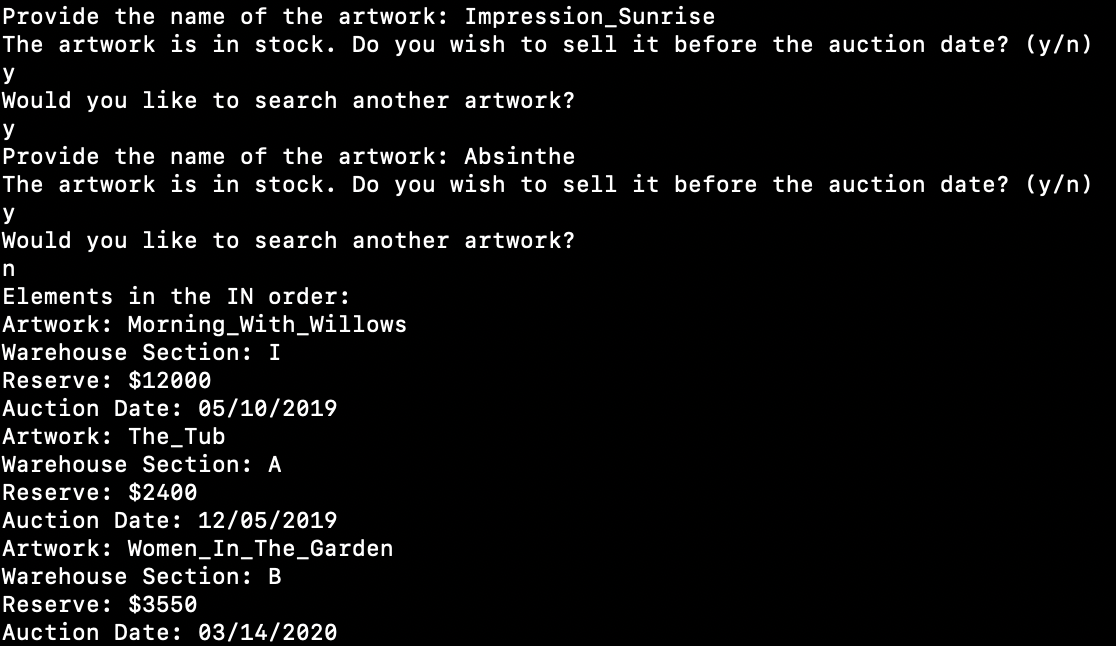 Provide the name of the artwork: Impression_Sunrise
The artwork is in stock. Do you wish to sell it before the auction date? (y/n)
y
Would you like to search another artwork?
y
Provide the name of the artwork: Absinthe
The artwork is in stock. Do you wish to sell it before the auction date? (y/n)
y
Would you like to search another artwork?
n
Elements in the IN order:
Artwork: Morning_With_Willows
Warehouse Section: I
Reserve: $12000
Auction Date: 05/10/2019
Artwork: The_Tub
Warehouse Section: A
Reserve: $2400
Auction Date: 12/05/2019
Artwork: Women_In_The_Garden
Warehouse Section: B
Reserve: $3550
Auction Date: 03/14/2020